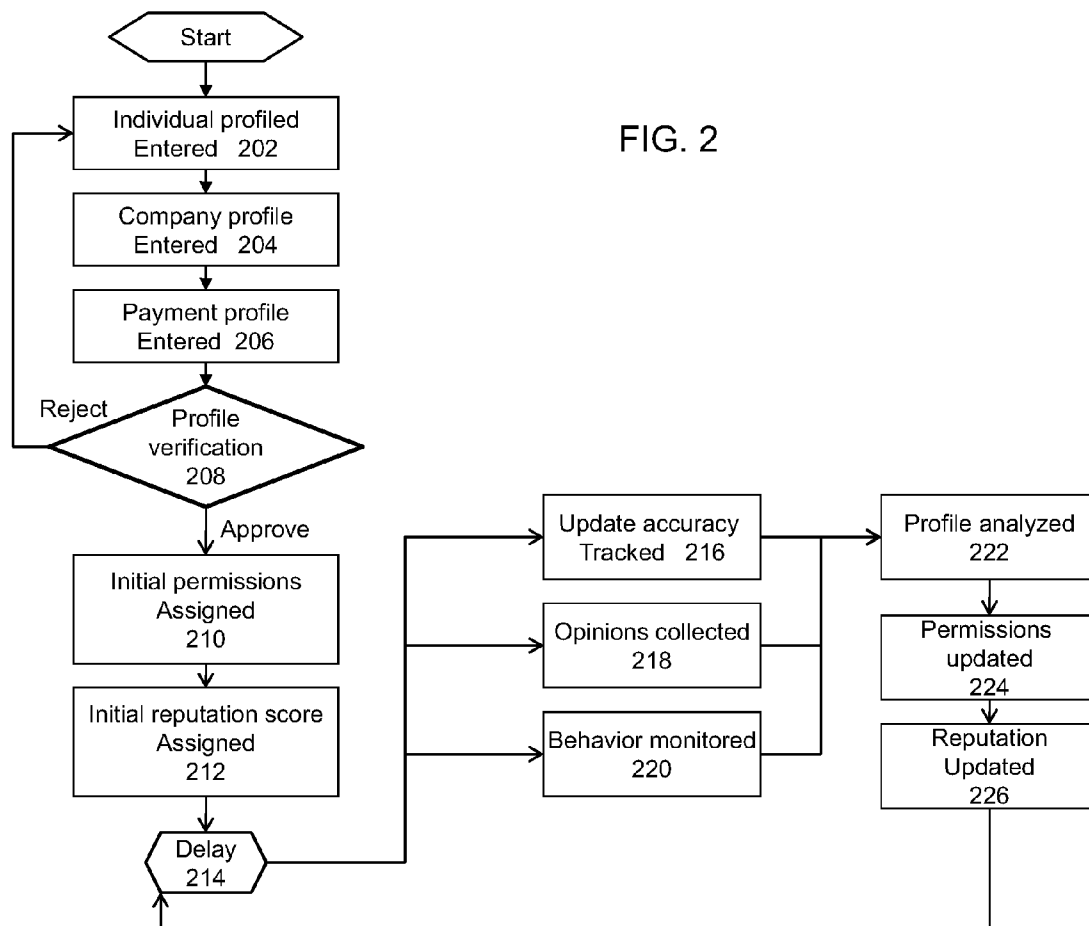 Start
Individual profiled
Entered 202
FIG. 2
Company profile
Entered 204
Payment profile
Entered 206
Reject
Profile
verification
208
Approve
Initial permissions
Assigned
210
Initial reputation score
Assigned
212
Delay
214
Update accuracy
Tracked 216
Opinions collected
218
Behavior monitored
220
Profile analyzed
222
Permissions
updated
224
Reputation
Updated
226